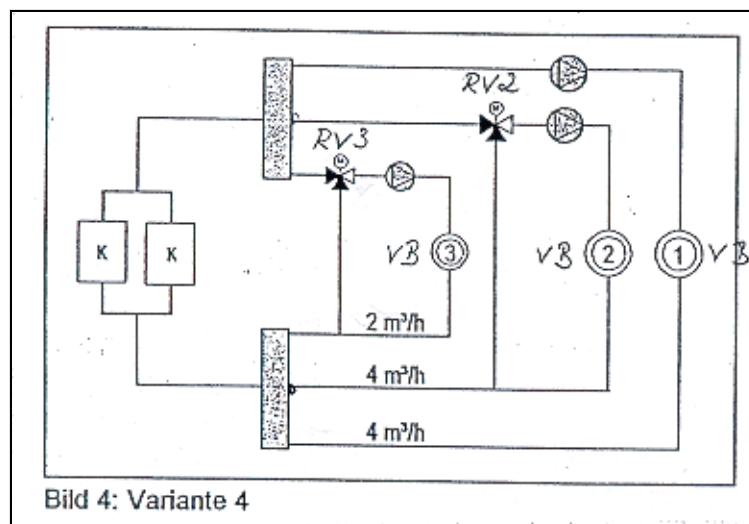 RV2
RV3
M
M
K
K
VB
3
VB
2
1
VB
2 m³/h
4 m³/h
4 m³/h
Bild 4: Variante 4